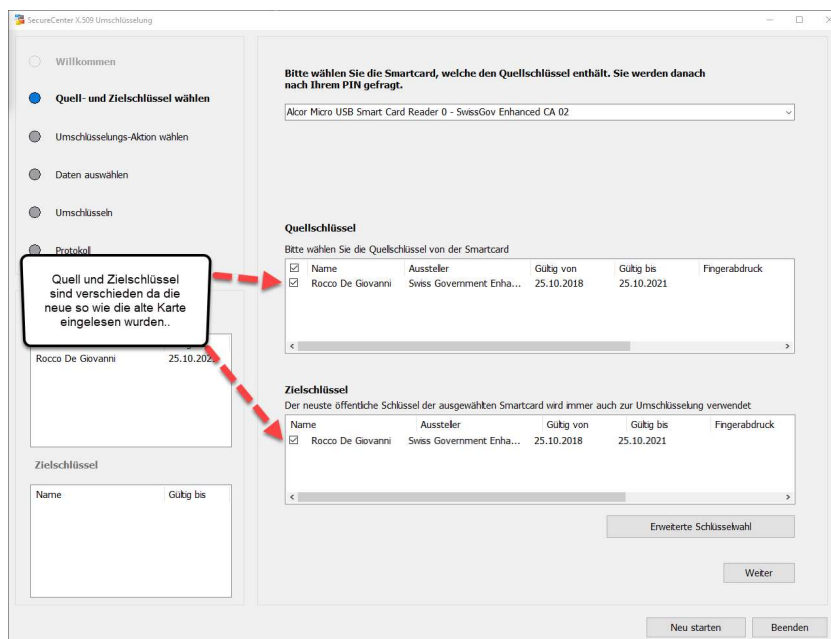 SecureCenter X.509 Umschlüsselung
Willkommen
Quell- und Zielschlüssel wählen
Umschlüsselungs-Aktion wählen
Daten auswählen
Umschlüsseln
Protokoll
Quell und Zielschlüssel
sind verschieden da die
neue so wie die alte Karte
eingelesen wurden..
Rocco De Giovanni 25.10.202
Zielschlüssel
Name Gültig bis
Bitte wählen Sie die Smartcard, welche den Quellschlüssel enthält. Sie werden danach
nach Ihrem PIN gefragt.
Alcor Micro USB Smart Card Reader 0 - SwissGov Enhanced CA 02
Quellschlüssel
Bitte wählen Sie die Quellschlüssel von der Smartcard
Name Aussteller Gültig von Gültig bis Fingerabdruck
Rocco De Giovanni Swiss Government Enha... 25.10.2018 25.10.2021
Zielschlüssel
Der neuste öffentliche Schlüssel der ausgewählten Smartcard wird immer auch zur Umschlüsselung verwendet
Name Aussteller Gültig von Gültig bis Fingerabdruck
Rocco De Giovanni Swiss Government Enha... 25.10.2018 25.10.2021
Erweiterte Schlüsselwahl
Weiter
Neu starten Beenden